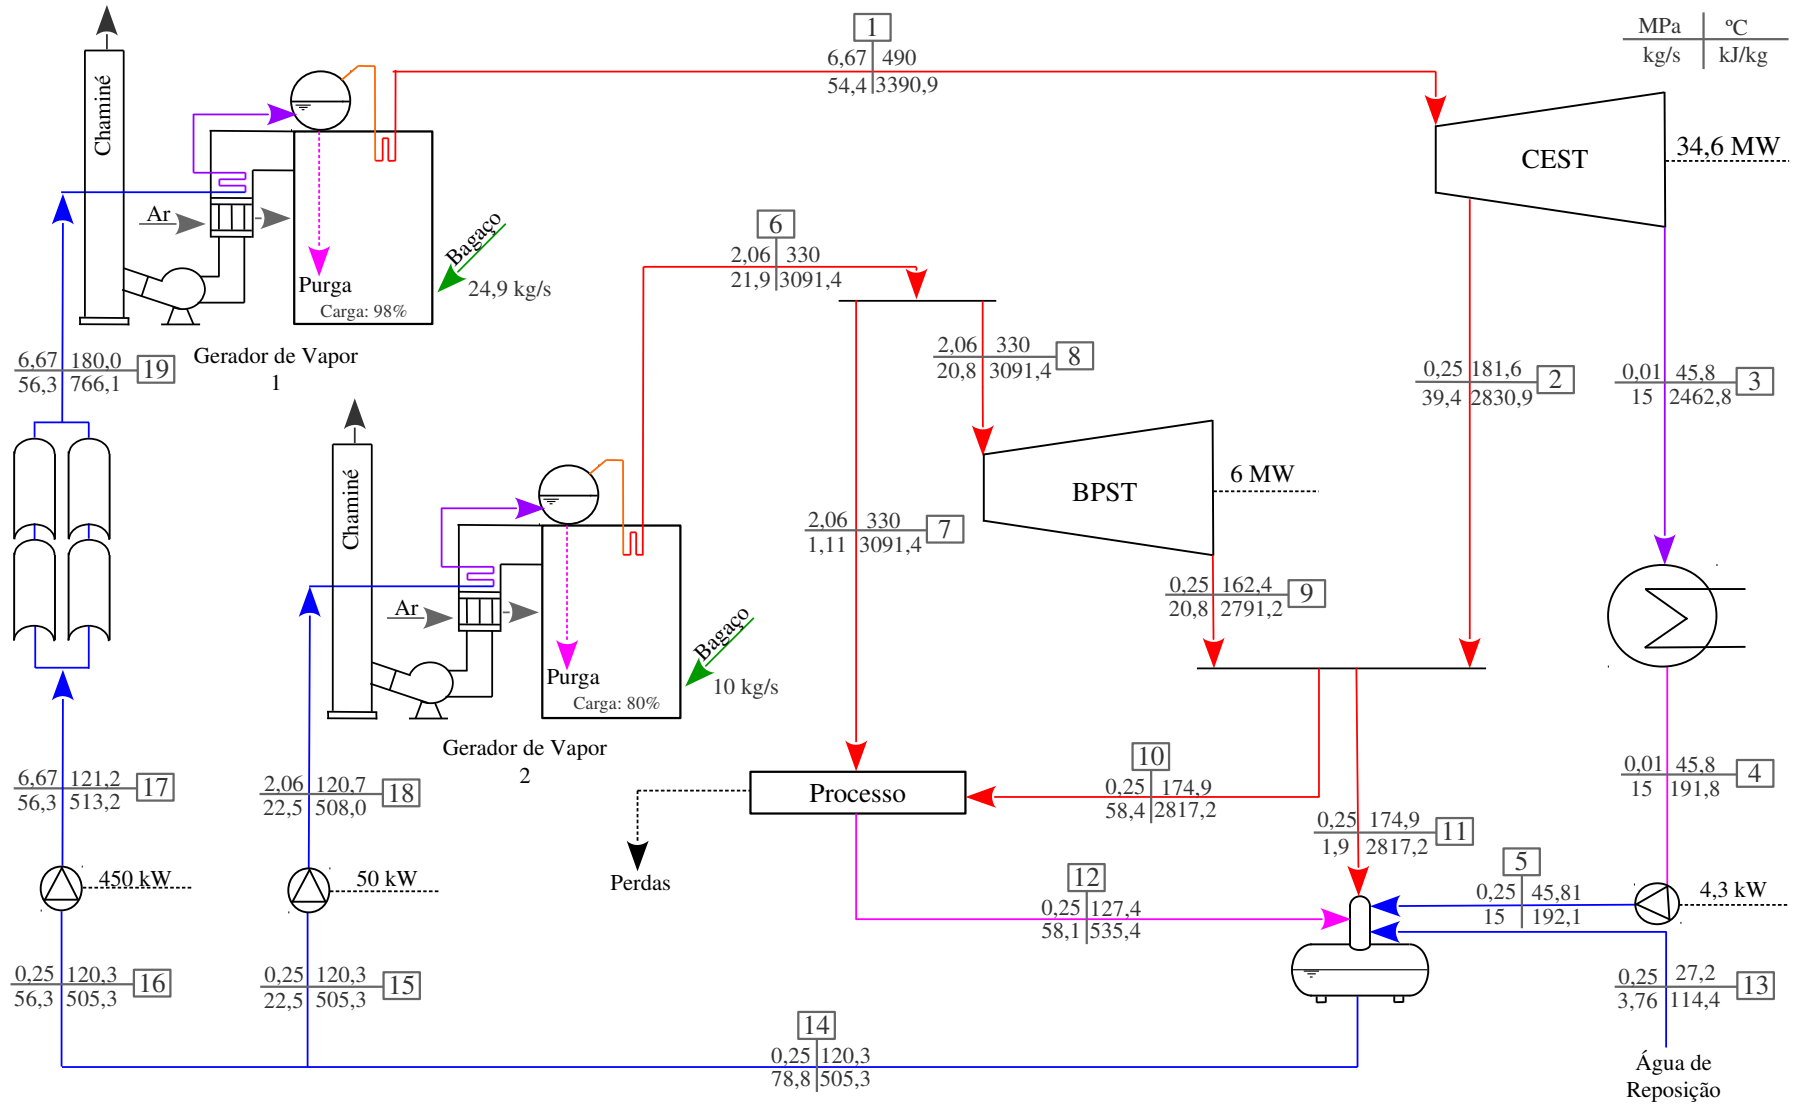 1
6,67 490
54,4 3390,9
MPa ºC
kg/s kJ/kg
Chaminé
CEST
34,6 MW
Ar
Bagaço
24,9 kg/s
Purga
Carga: 98%
Gerador de Vapor
1
6
2,06 330
21,9 3091,4
6,67 180,0
56,3 766,1
19
2,06 330
20,8 3091,4
8
0,25 181,6
39,4 2830,9
2
0,01 45,8
15 2462,8
3
Chaminé
BPST
6 MW
2,06 330
1,11 3091,4
7
Ar
Bagaço
10 kg/s
Purga
Carga: 80%
Gerador de Vapor
2
0,25 162,4
20,8 2791,2
9
6,67 121,2
56,3 513,2
17
2,06 120,7
22,5 508,0
18
Processo
10
0,25 174,9
58,4 2817,2
0,01 45,8
15 191,8
4
0,25 174,9
1,9 2817,2
11
450 kW
50 kW
Perdas
12
0,25 127,4
58,1 535,4
5
0,25 45,81
15 192,1
4,3 kW
0,25 120,3
56,3 505,3
16
0,25 120,3
22,5 505,3
15
0,25 27,2
3,76 114,4
13
14
0,25 120,3
78,8 505,3
Água de
Reposição